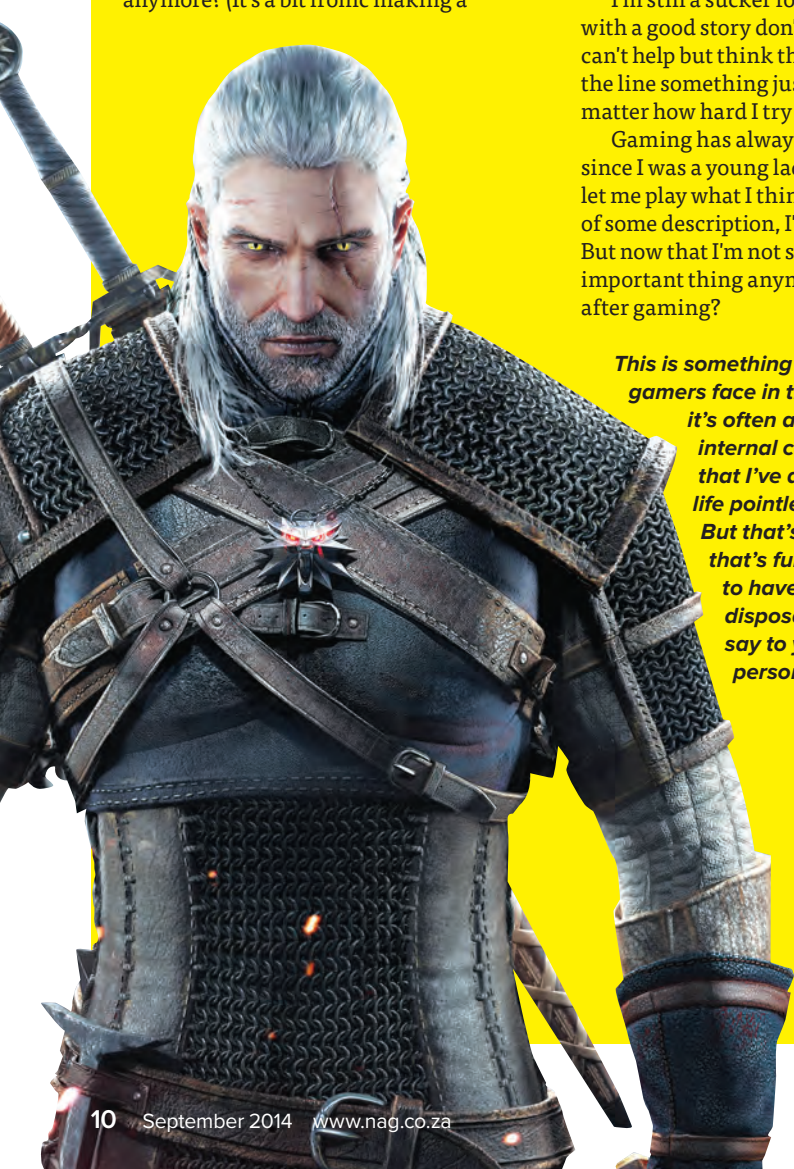 anymore? (It's a bit ironic making a
I'm still a sucker fo
with a good story don'
can't help but think th
the line something jus
matter how hard I try
Gaming has alway
since I was a young lad
let me play what I thin
of some description, I'
But now that I'm not s
important thing anym
after gaming?
This is something
gamers face in t
it's often a
internal c
that I've a
life pointle
But that's
that's fu
to have
dispos
say to y
person
10 September 2014 www.nag.co.za